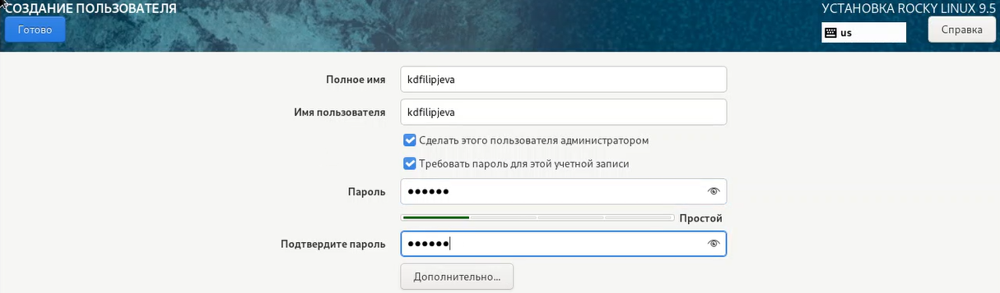 СОЗДАНИЕ ПОЛЬЗОВАТЕЛЯ
УСТАНОВКА ROCKY LINUX 9.5
Готово
us
Справка
Полное имя
kdfilipjeva
Имя пользователя
kdfilipjeva
Сделать этого пользователя администратором
Требовать пароль для этой учетной записи
Пароль
●●●●●●
Простой
Подтвердите пароль
●●●●●●
Дополнительно...